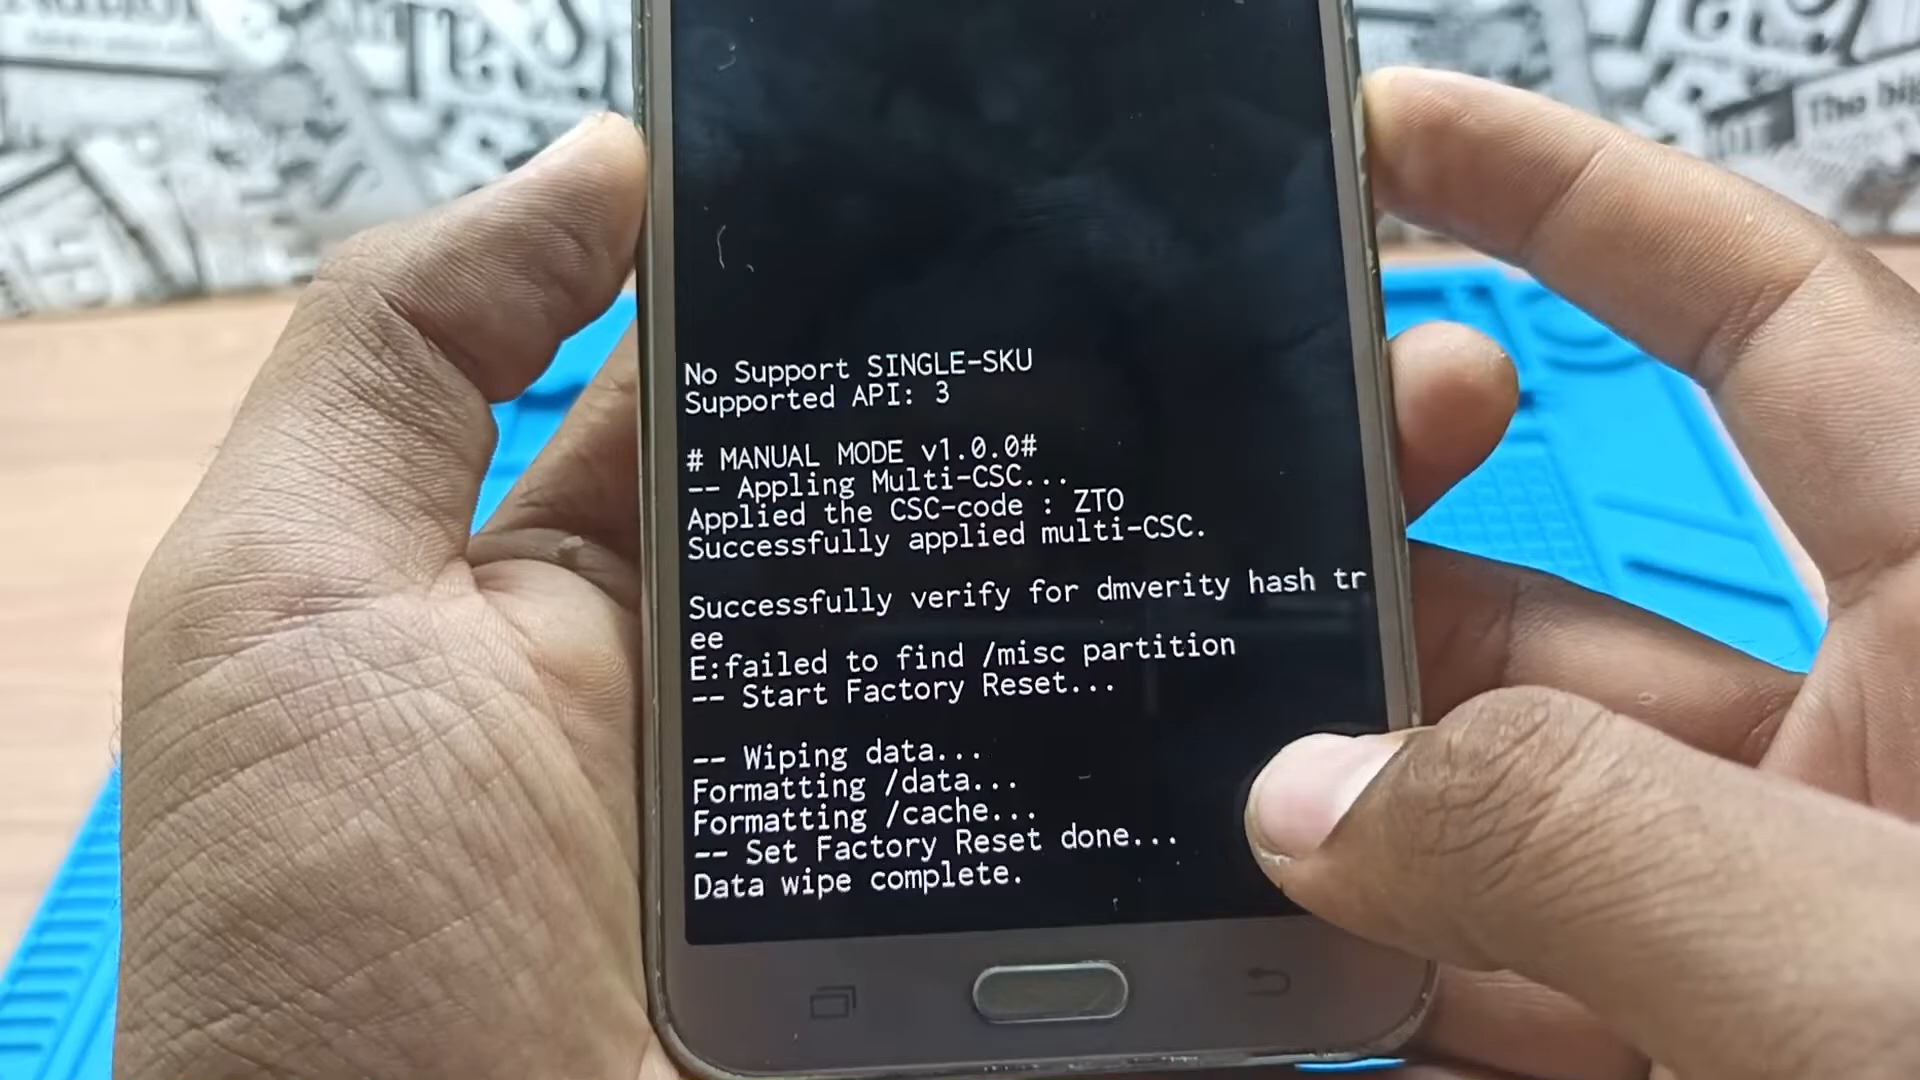 The big
No Support SINGLE-SKU
Supported API: 3
# MANUAL MODE v1.0.0#
-- Appling Multi-CSC...
Applied the CSC-code : ZTO
Successfully applied multi-CSC.
Successfully verify for dmverity hash tr
ee
E:failed to find /misc partition
-- Start Factory Reset...
-- Wiping data...
Formatting /data...
Formatting /cache...
-- Set Factory Reset done...
Data wipe complete.